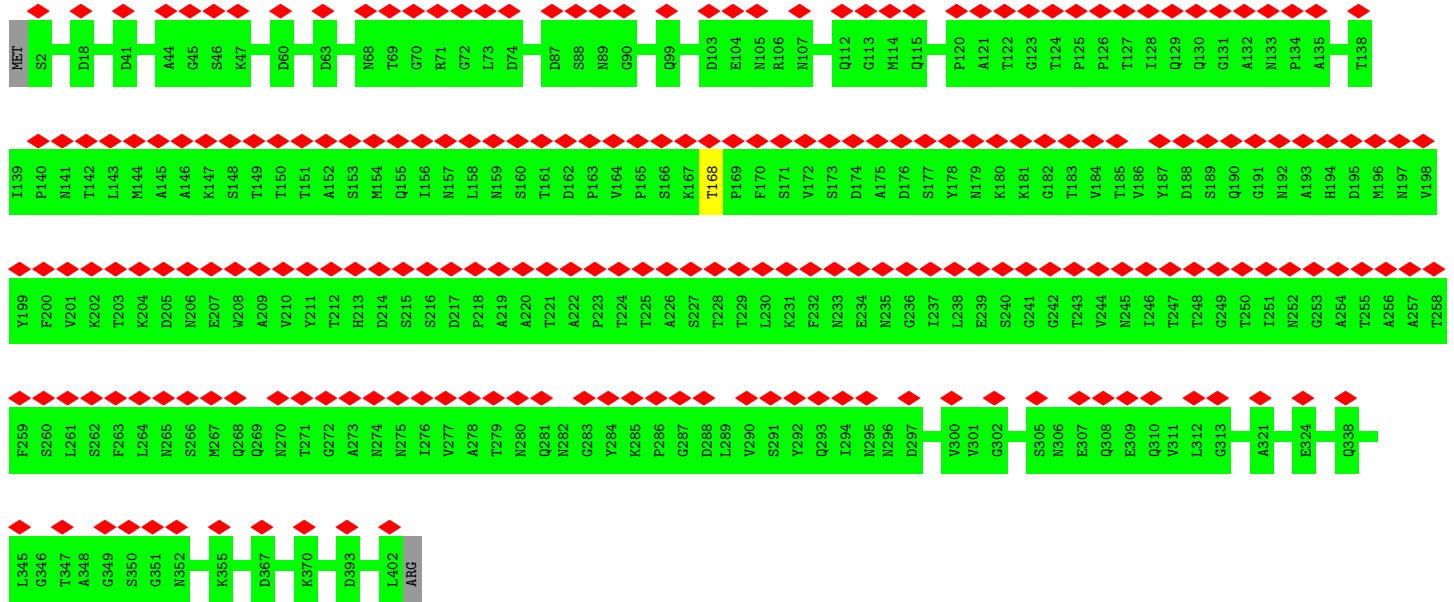 MET S2 D18 D41 A44 G45 S46 K47 D60 D63 N68 T69 G70 R71 G72 L73 D74 D87 S88 N89 G90 Q99 D103 E104 N105 R106 N107 Q112 G113 M114 Q115 P120 A121 T122 G123 T124 P125 P126 T127 I128 Q129 Q130 G131 A132 N133 P134 A135 T138
I139 P140 N141 T142 L143 M144 A145 A146 K147 S148 T149 T150 T151 A152 S153 M154 Q155 I156 N157 L158 N159 S160 T161 D162 P163 V164 P165 S166 K167 T168 P169 F170 S171 V172 S173 D174 A175 D176 S177 Y178 N179 K180 K181 G182 T183 V184 T185 V186 Y187 D188 S189 Q190 G191 N192 A193 H194 D195 M196 N197 V198
Y199 F200 V201 K202 T203 K204 D205 N206 E207 W208 A209 V210 Y211 T212 H213 D214 S215 S216 D217 P218 A219 A220 T221 A222 P223 T224 T225 A226 S227 T228 T229 L230 K231 F232 N233 E234 N235 G236 I237 L238 E239 S240 G241 G242 T243 V244 N245 I246 T247 T248 G249 T250 I251 N252 G253 A254 T255 A256 A257 T258
F259 S260 L261 S262 F263 L264 N265 S266 M267 Q268 Q269 N270 T271 G272 A273 N274 N275 I276 V277 A278 T279 N280 Q281 N282 G283 Y284 K285 P286 G287 D288 L289 V290 S291 Y292 Q293 I294 N295 N296 D297 V300 V301 G302 S305 N306 E307 Q308 E309 Q310 V311 L312 G313 A321 E324 Q338
L345 G346 T347 A348 G349 S350 G351 N352 K355 D367 K370 D393 L402 ARG